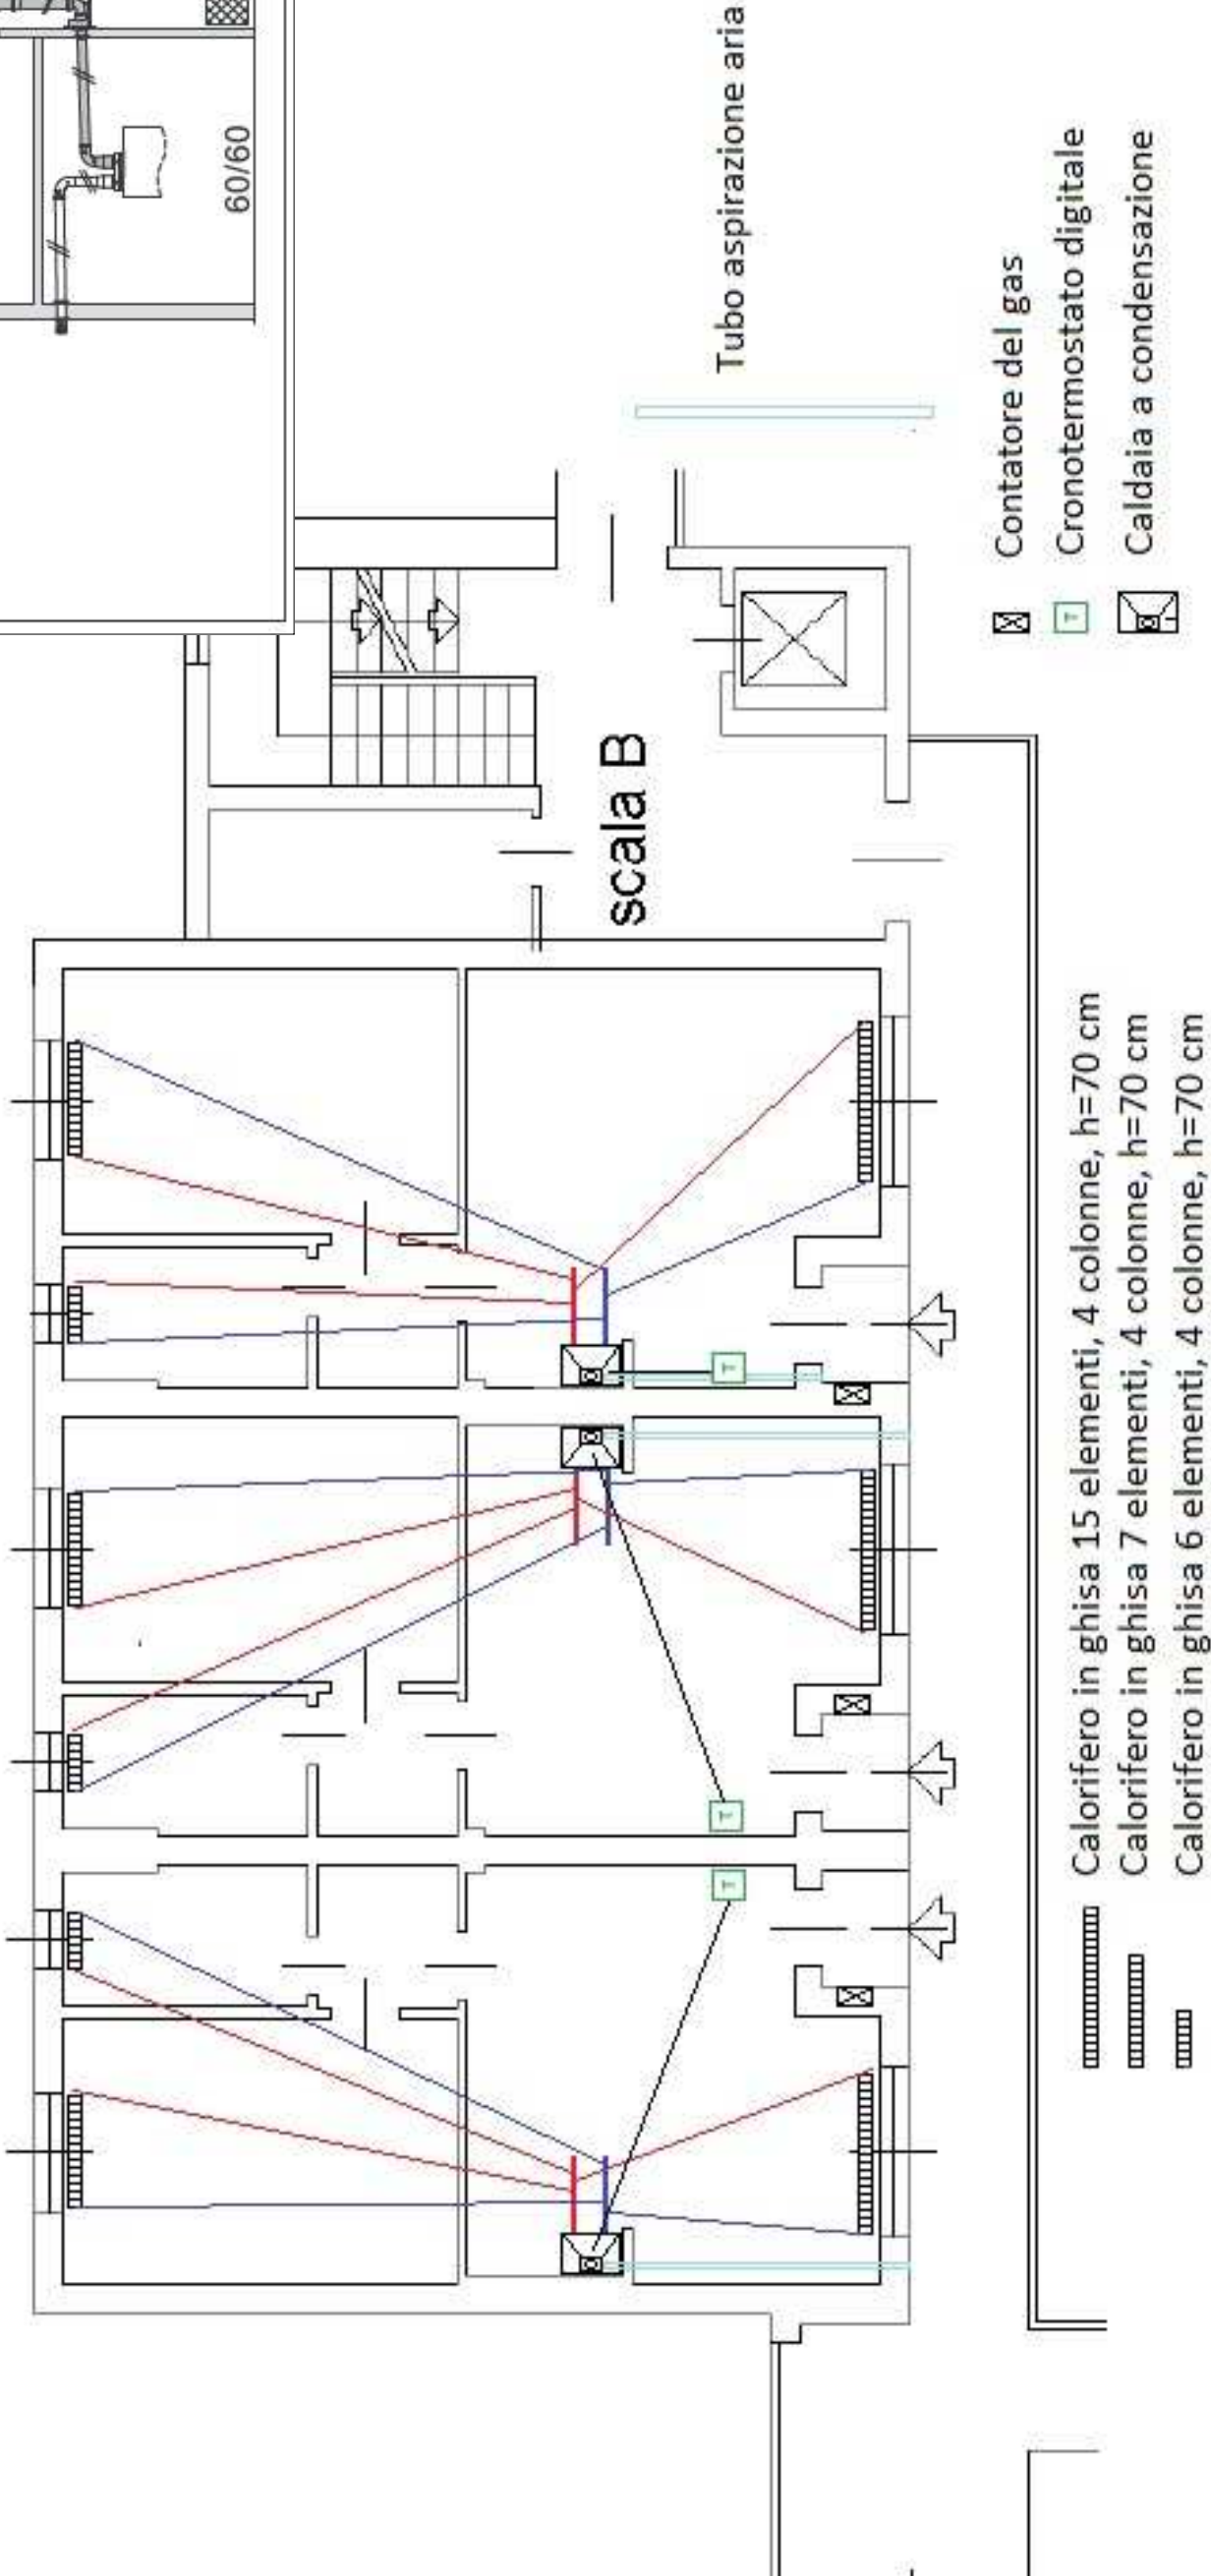 60/60
Tubo aspirazione aria
scala B
Contatore del gas
Cronotermostato digitale
Caldaia a condensazione
T
T
T
T
Calorifero in ghisa 15 elementi, 4 colonne, h=70 cm
Calorifero in ghisa 7 elementi, 4 colonne, h=70 cm
Calorifero in ghisa 6 elementi, 4 colonne, h=70 cm